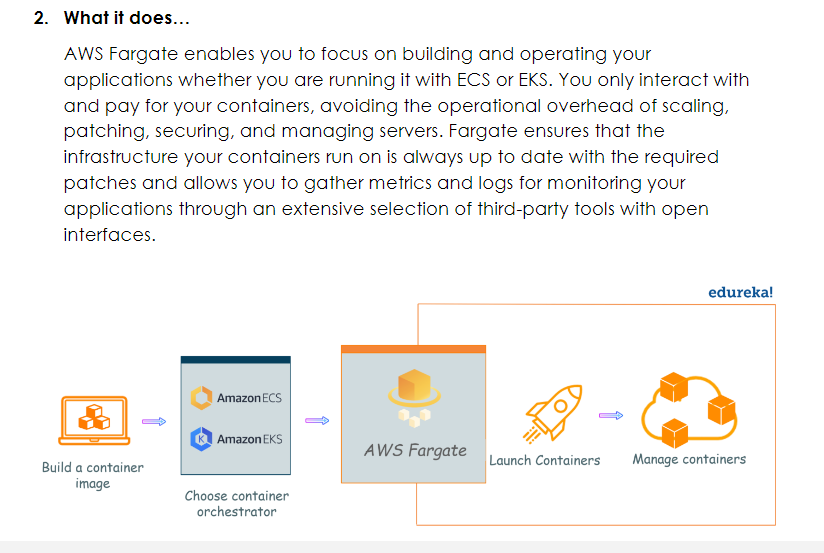 2. What it does...
AWS Fargate enables you to focus on building and operating your
applications whether you are running it with ECS or EKS. You only interact with
and pay for your containers, avoiding the operational overhead of scaling,
patching, securing, and managing servers. Fargate ensures that the
infrastructure your containers run on is always up to date with the required
patches and allows you to gather metrics and logs for monitoring your
applications through an extensive selection of third-party tools with open
interfaces.
edureka!
Build a container
image
Amazon ECS
K Amazon EKS
Choose container
orchestrator
AWS Fargate
Launch Containers
Manage containers